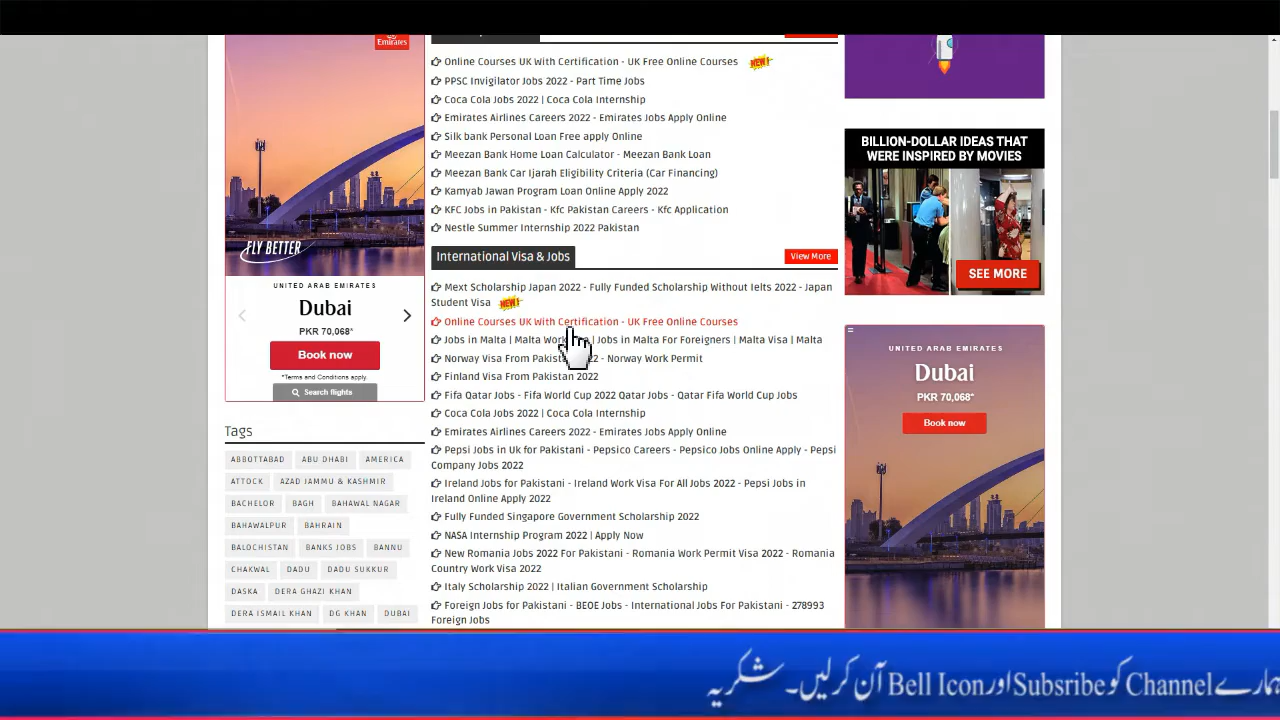 Emirates
FLY BETTER
UNITED ARAB EMIRATES
Dubai
PKR 70,068*
Book now
*Terms and Conditions apply.
Search flights
Tags
ABBOTTABAD
ABU DHABI
AMERICA
ATTOCK
AZAD JAMMU & KASHMIR
BACHELOR
BAGH
BAHAWAL NAGAR
BAHAWALPUR
BAHRAIN
BALOCHISTAN
BANKS JOBS
BANNU
CHAKWAL
DADU
DADU SUKKUR
DASKA
DERA GHAZI KHAN
DERA ISMAIL KHAN
DG KHAN
DUBAI
Online Courses UK With Certification - UK Free Online Courses NEW !
PPSC Invigilator Jobs 2022 - Part Time Jobs
Coca Cola Jobs 2022 | Coca Cola Internship
Emirates Airlines Careers 2022 - Emirates Jobs Apply Online
Silk bank Personal Loan Free apply Online
Meezan Bank Home Loan Calculator - Meezan Bank Loan
Meezan Bank Car Ijarah Eligibility Criteria (Car Financing)
Kamyab Jawan Program Loan Online Apply 2022
KFC Jobs in Pakistan - Kfc Pakistan Careers - Kfc Application
Nestle Summer Internship 2022 Pakistan
International Visa & Jobs
View More
Mext Scholarship Japan 2022 - Fully Funded Scholarship Without Ielts 2022 - Japan
Student Visa NEW !
Online Courses UK With Certification - UK Free Online Courses
Jobs in Malta | Malta | Jobs in Malta For Foreigners | Malta Visa | Malta
Norway Visa From - Norway Work Permit
Finland Visa From Pakistan 2022
Fifa Qatar Jobs - Fifa World Cup 2022 Qatar Jobs - Qatar Fifa World Cup Jobs
Coca Cola Jobs 2022 | Coca Cola Internship
Emirates Airlines Careers 2022 - Emirates Jobs Apply Online
Pepsi Jobs in Uk for Pakistani - Pepsico Careers - Pepsico Jobs Online Apply - Pepsi
Company Jobs 2022
Ireland Jobs for Pakistani - Ireland Work Visa For All Jobs 2022 - Pepsi Jobs in
Ireland Online Apply 2022
Fully Funded Singapore Government Scholarship 2022
NASA Internship Program 2022 | Apply Now
New Romania Jobs 2022 For Pakistani - Romania Work Permit Visa 2022 - Romania
Country Work Visa 2022
Italy Scholarship 2022 | Italian Government Scholarship
Foreign Jobs for Pakistani - BEOE Jobs - International Jobs For Pakistani - 278993
Foreign Jobs
BILLION-DOLLAR IDEAS THAT
WERE INSPIRED BY MOVIES
SEE MORE
UNITED ARAB EMIRATES
Dubai
PKR 70,068*
Book now
ہمارے Channel کو Subsribe اور Bell Icon آن کرلیں۔ شکریہ